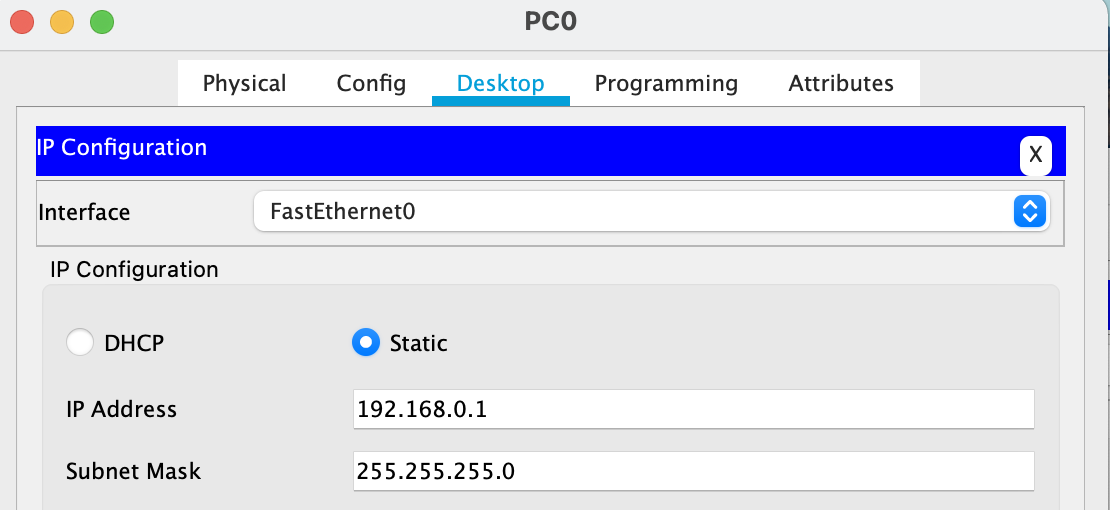 PC0
Physical Config Desktop Programming Attributes
IP Configuration X
Interface FastEthernet0
IP Configuration
DHCP Static
IP Address 192.168.0.1
Subnet Mask 255.255.255.0